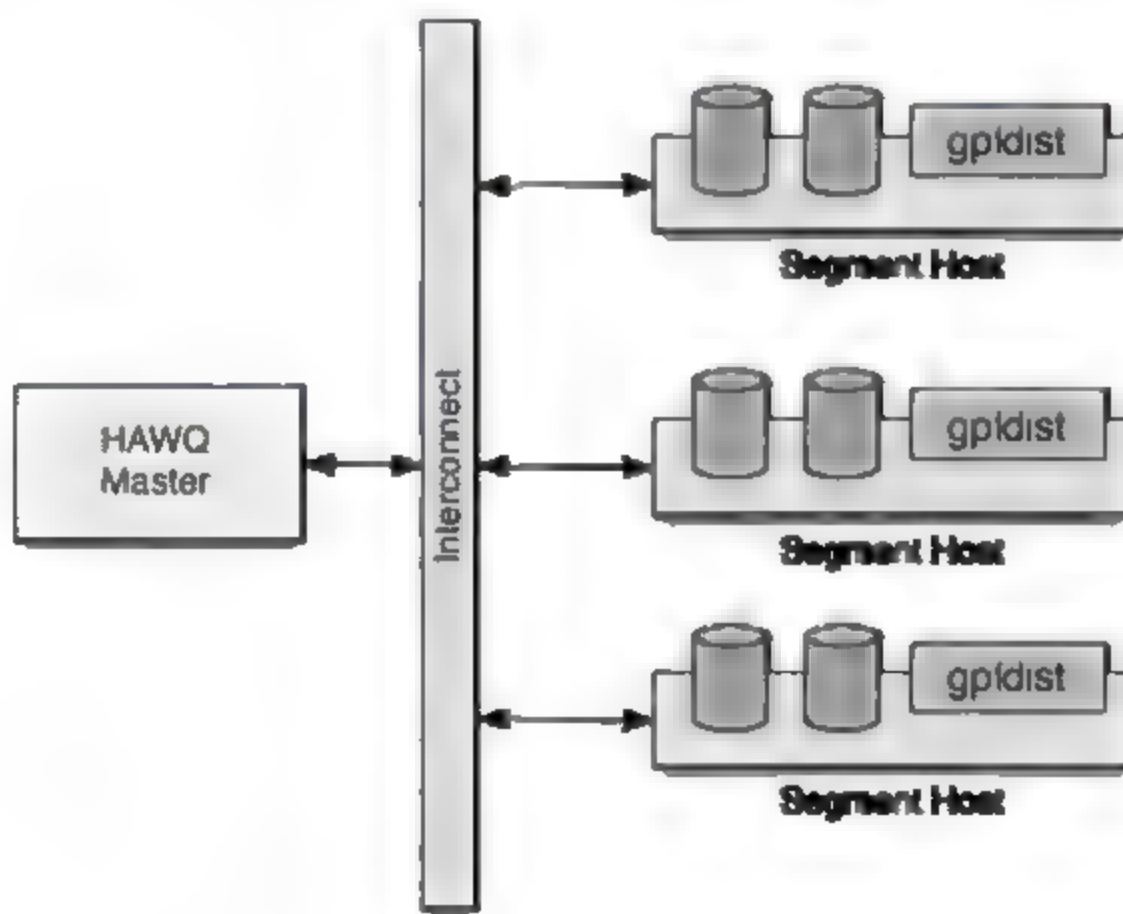 gpfdist
Segment Host
HAWQ
Master
Interconnect
gpfdist
Segment Host
gpfdist
Segment Host